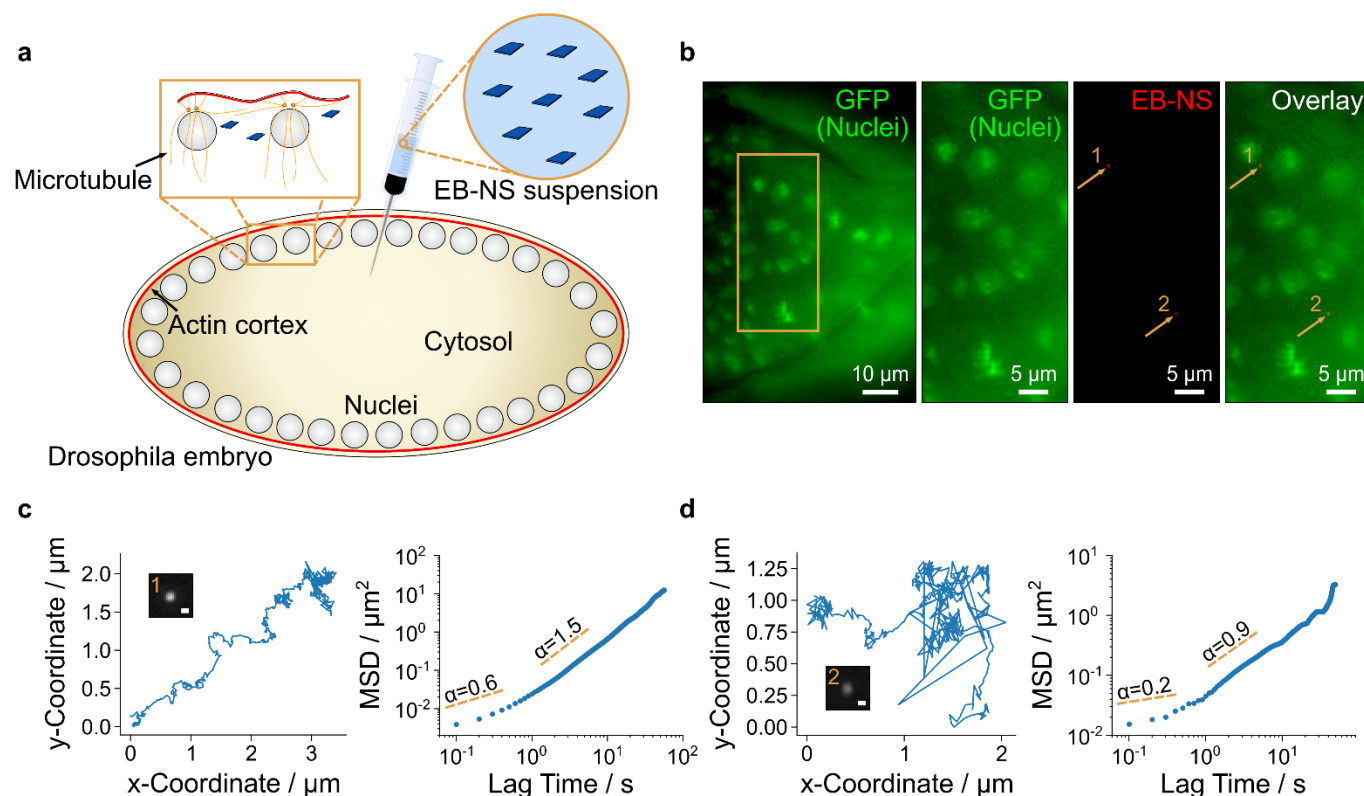 a
Microtubule
EB-NS suspension
Actin cortex
Cytosol
Nuclei
Drosophila embryo
b
GFP
(Nuclei)
10 µm
GFP
(Nuclei)
5 µm
EB-NS
1
2
5 µm
Overlay
1
2
5 µm
c
y-Coordinate / µm
2.0
1.5
1.0
0.5
0.0
1
0
1
2
3
x-Coordinate / µm
MSD / µm²
10²
10⁰
10⁻¹
10⁻²
α=0.6
α=1.5
10⁻¹
10⁰
10¹
10²
Lag Time / s
d
y-Coordinate / µm
1.25
1.00
0.75
0.50
0.25
0.00
2
0
1
2
x-Coordinate / µm
MSD / µm²
10¹
10⁰
10⁻¹
10⁻²
α=0.2
α=0.9
10⁻¹
10⁰
10¹
Lag Time / s